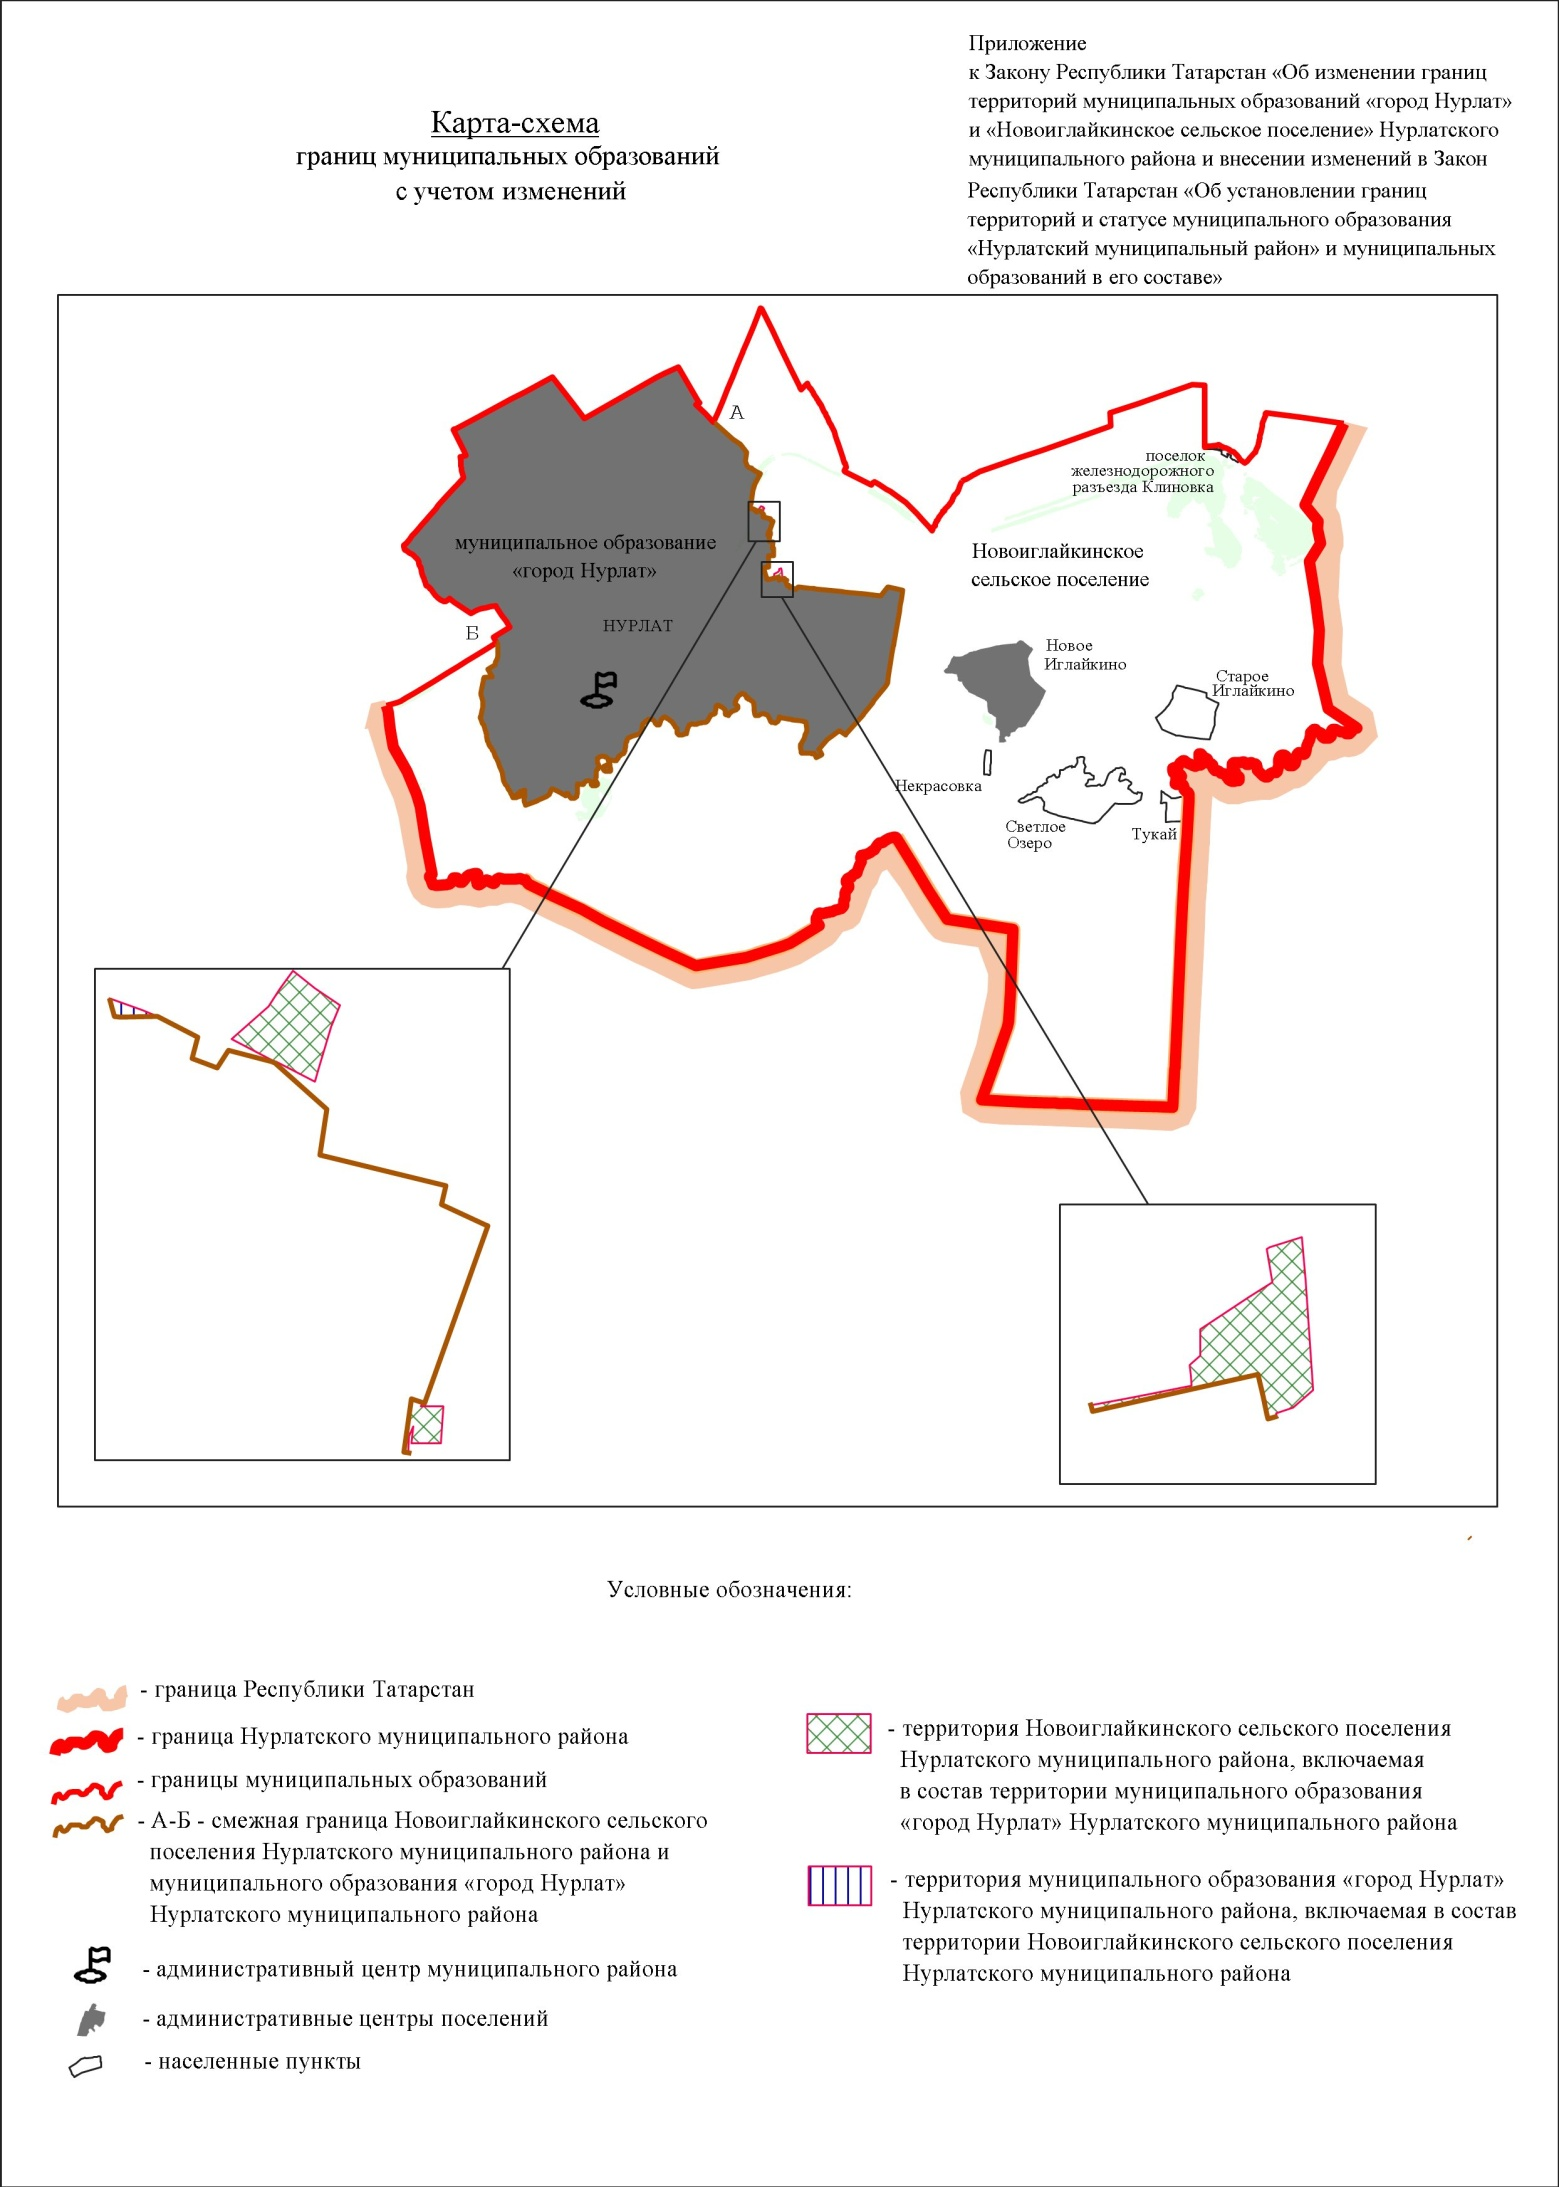 Приложение
к Закону Республики Татарстан «Об изменении границ
территорий муниципальных образований «город Нурлат»
и «Новоиглайкинское сельское поселение» Нурлатского
муниципального района и внесении изменений в Закон
Республики Татарстан «Об установлении границ
территорий и статусе муниципального образования
«Нурлатский муниципальный район» и муниципальных
образований в его составе»
Карта-схема
границ муниципальных образований
с учетом изменений
А
поселок
железнодорожного
разъезда Клиновка
муниципальное образование
«город Нурлат»
Новоиглайкинское
сельское поселение
Б
НУРЛАТ
Новое
Иглайкино
Старое
Иглайкино
Некрасовка
Светлое
Озеро
Тукай
Условные обозначения:
- граница Республики Татарстан
- граница Нурлатского муниципального района
- границы муниципальных образований
- А-Б - смежная граница Новоиглайкинского сельского
поселения Нурлатского муниципального района и
муниципального образования «город Нурлат»
Нурлатского муниципального района
- административный центр муниципального района
- административные центры поселений
- населенные пункты
- территория Новоиглайкинского сельского поселения
Нурлатского муниципального района, включаемая
в состав территории муниципального образования
«город Нурлат» Нурлатского муниципального района
- территория муниципального образования «город Нурлат»
Нурлатского муниципального района, включаемая в состав
территории Новоиглайкинского сельского поселения
Нурлатского муниципального района